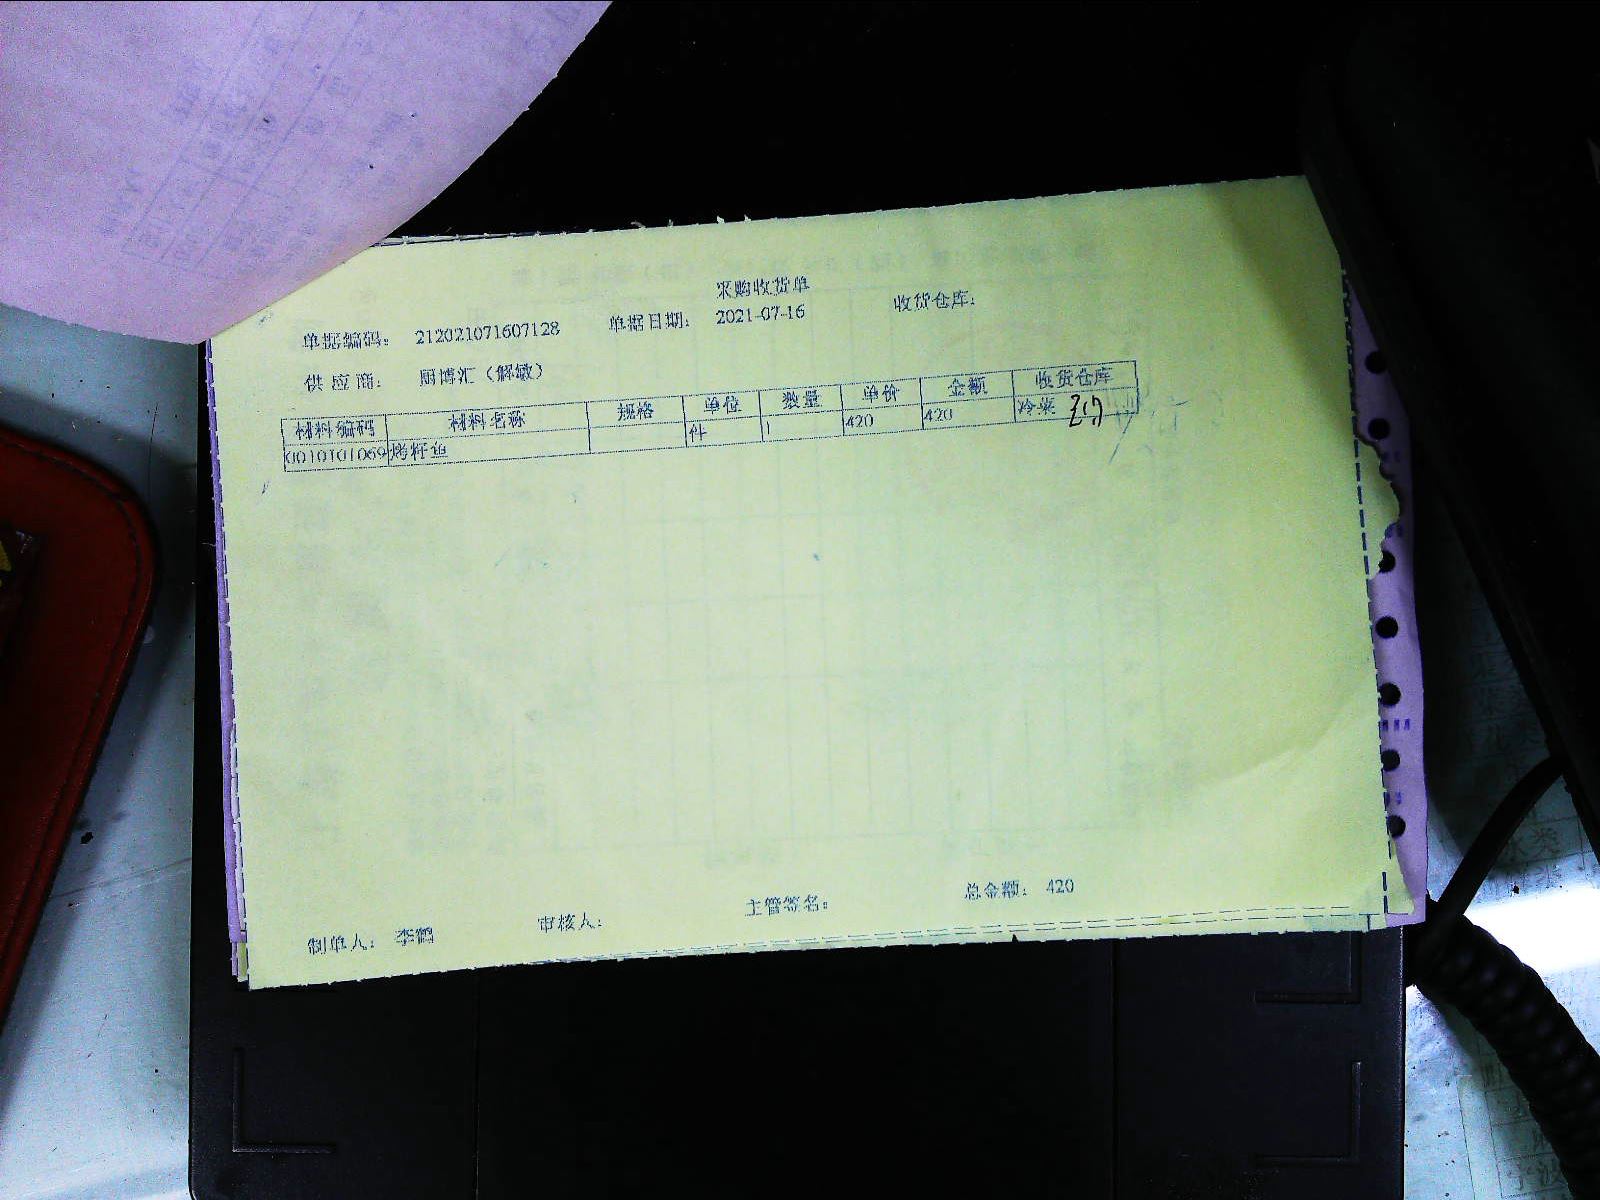 采购收货单
单据编码： 212021071607128 单据日期： 2021-07-16 收货仓库：
供应商： 厨博汇（解敏）
材料编码 材料名称 规格 单位 数量 单价 金额 收货仓库
0010101069 烤籽鱼 件 1 420 420 冷菜
制单人： 李鹤 审核人： 主管签名： 总金额： 420